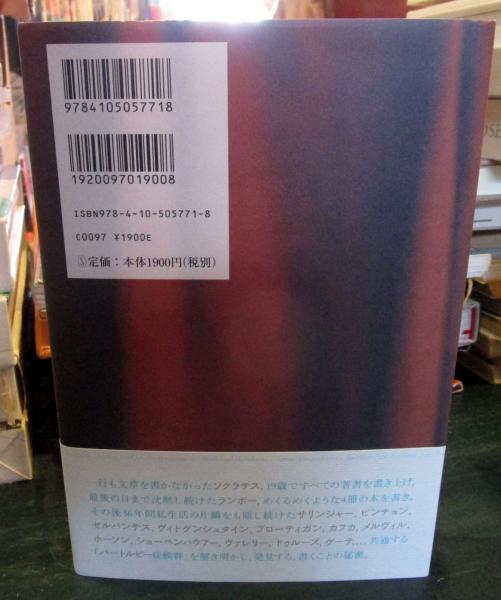 9784105057718
1920097019008
ISBN978-4-10-505771-8
C0097 ¥1900E
Ⓢ定価：本体1900円(税別)
一行も文章を書かなかったソクラテス、19歳ですべての著書を書き上げ、
最後の日まで沈黙し続けたランボー、めくるめくような4冊の本を書き、
その後36年間私生活の片鱗をも隠し続けたサリンジャー、ピンチョン、
セルバンテス、ヴィトゲンシュタイン、ブローティガン、カフカ、メルヴィル、
ホーソン、ショーペンハウアー、ヴァレリー、ドゥルーズ、ゲーテ…。共通する
「バートルビー症候群」を解き明かし、発見する、書くことの秘密。